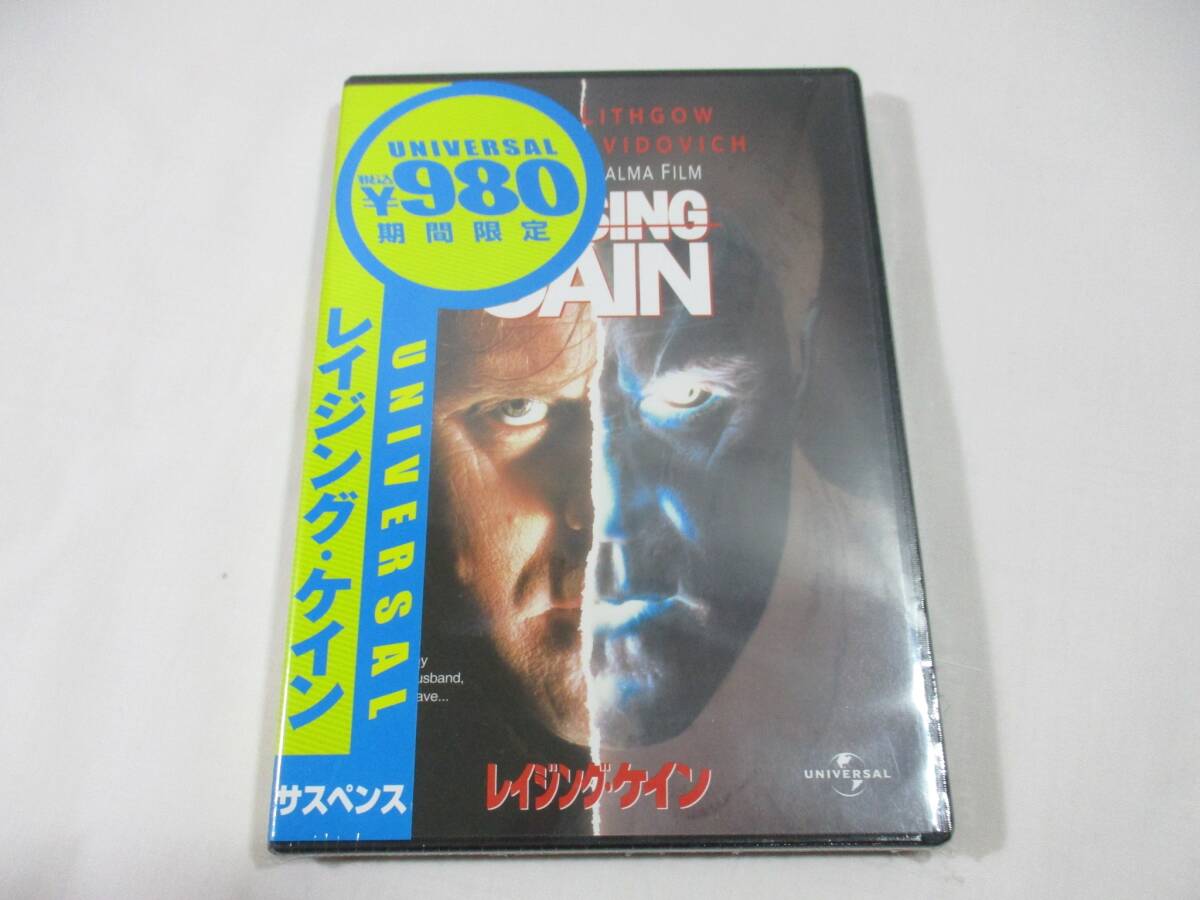 UNIVERSAL
税込
¥980
期間限定
レイジング・ケイン
UNIVERSAL
サスペンス
LITHGOW
VIDOVICH
ALMA FILM
SING
AIN
y
usband,
ave...
レイジング・ケイン
UNIVERSAL